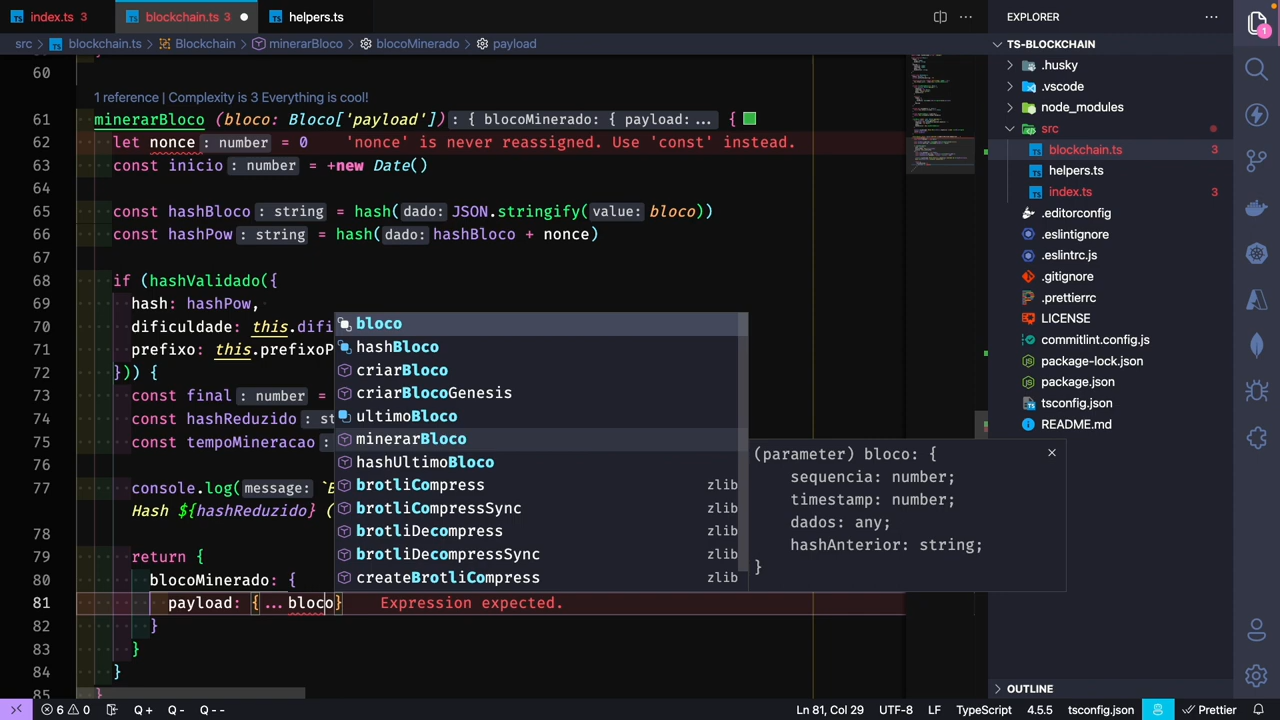 index.ts 3
blockchain.ts 3
helpers.ts
src > blockchain.ts > Blockchain > minerarBloco > blocoMinerado > payload
60
1 reference | Complexity is 3 Everything is cool!
61 minerarBloco (bloco: Bloco['payload']) : { blocoMinerado: { payload:... {
62 let nonce : number = 0 'nonce' is never reassigned. Use 'const' instead.
63 const inicio : number = +new Date()
64
65 const hashBloco : string = hash( dado: JSON.stringify( value: bloco))
66 const hashPow : string = hash( dado: hashBloco + nonce)
67
68 if (hashValidado({
69 hash: hashPow,
70 dificuldade: this.difi
71 prefixo: this.prefixoP
72 })) {
73 const final : number =
74 const hashReduzido : st
75 const tempoMineracao :
76
77 console.log( message: `B
Hash ${hashReduzido} (
78
79 return {
80 blocoMinerado: {
81 payload: {...bloco} Expression expected.
82 }
83 }
84 }
85 }
bloco
hashBloco
criarBloco
criarBlocoGenesis
ultimoBloco
minerarBloco
hashUltimoBloco
brotliCompress zlib
brotliCompressSync zlib
brotliDecompress zlib
brotliDecompressSync zlib
createBrotliCompress zlib
(parameter) bloco: {
sequencia: number;
timestamp: number;
dados: any;
hashAnterior: string;
}
EXPLORER
TS-BLOCKCHAIN
.husky
.vscode
node_modules
src
blockchain.ts 3
helpers.ts
index.ts 3
.editorconfig
.eslintignore
.eslintrc.js
.gitignore
.prettierrc
LICENSE
commitlint.config.js
package-lock.json
package.json
tsconfig.json
README.md
OUTLINE
1
6 0 Q+ Q- Q-- Ln 81, Col 29 UTF-8 LF TypeScript 4.5.5 tsconfig.json Prettier